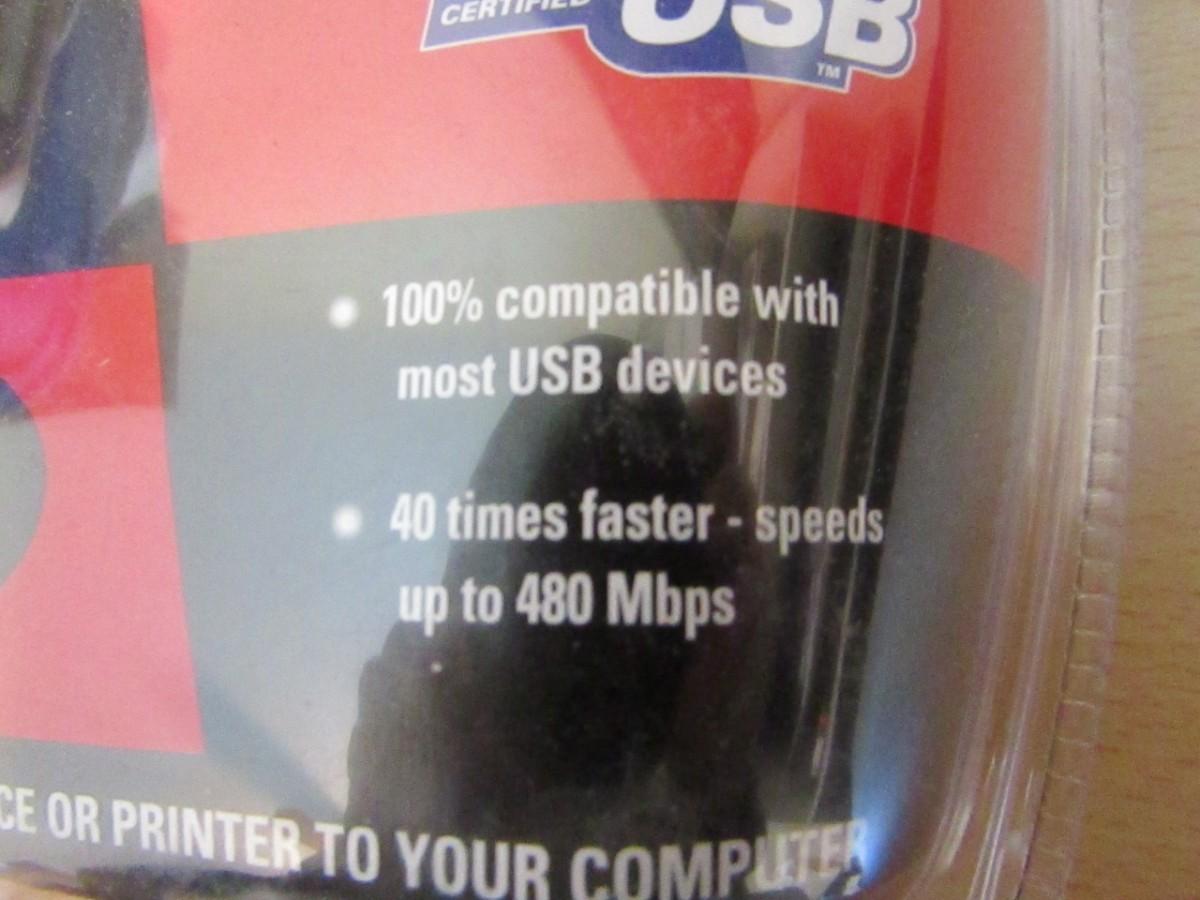 CERTIFIED USB
TM
• 100% compatible with
most USB devices
• 40 times faster - speeds
up to 480 Mbps
CE OR PRINTER TO YOUR COMPUTER